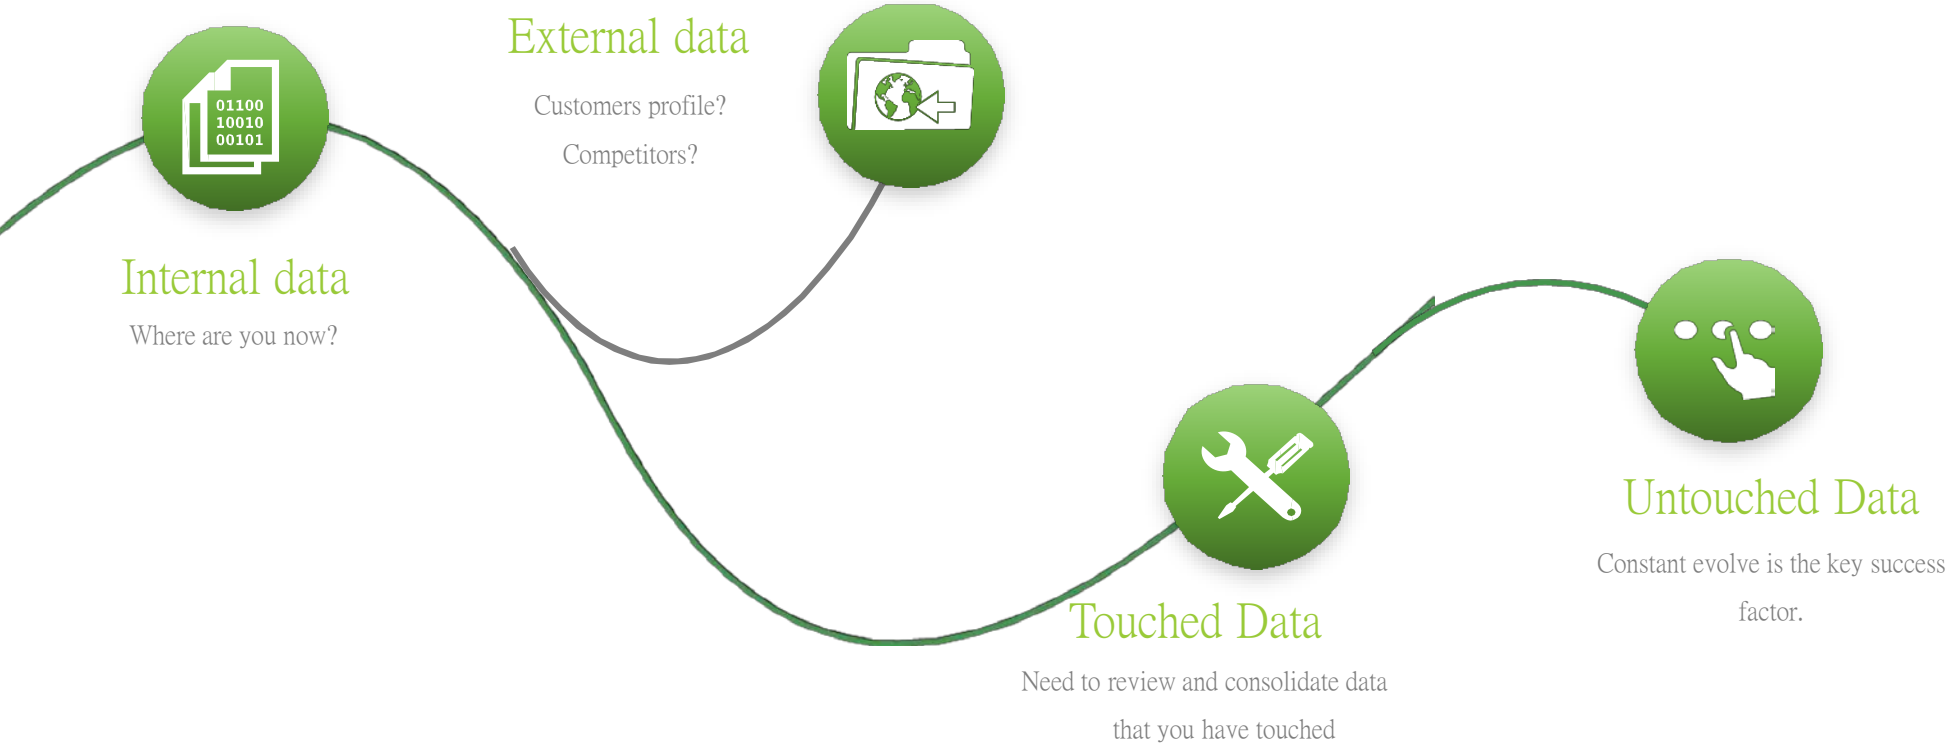 External data
Customers profile?
Competitors?
01100
10010
00101
Internal data
Where are you now?
Untouched Data
Constant evolve is the key success
factor.
Touched Data
Need to review and consolidate data
that you have touched